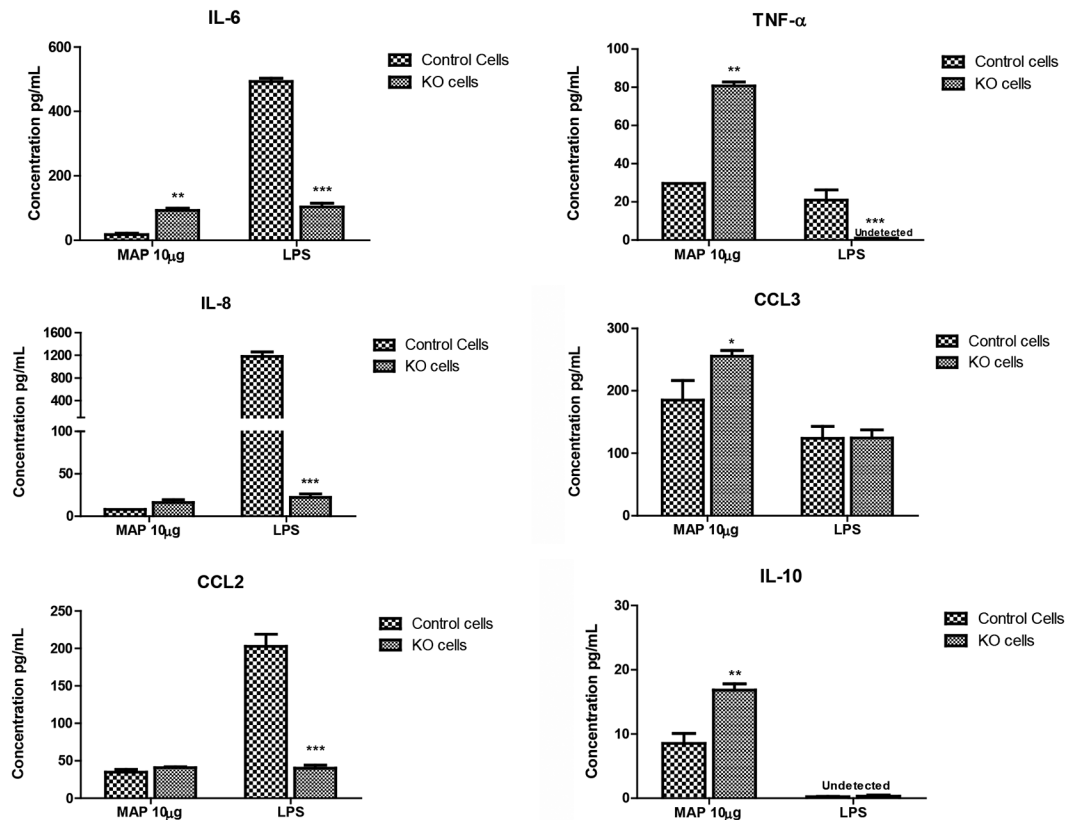 IL-6
600
400
200
0
Concentration pg/mL
**
***
MAP 10μg
LPS
Control Cells
KO cells
TNF-α
100
80
60
40
20
0
Concentration pg/mL
**
***
Undetected
MAP 10μg
LPS
Control cells
KO cells
IL-8
1600
1200
800
400
100
50
0
Concentration pg/mL
***
MAP 10μg
LPS
Control Cells
KO cells
CCL3
300
200
100
0
Concentration pg/mL
*
MAP 10μg
LPS
Control cells
KO cells
CCL2
250
200
150
100
50
0
Concentration pg/mL
***
MAP 10μg
LPS
Control cells
KO cells
IL-10
30
20
10
0
Concentration pg/mL
**
Undetected
MAP 10μg
LPS
Control Cells
KO cells